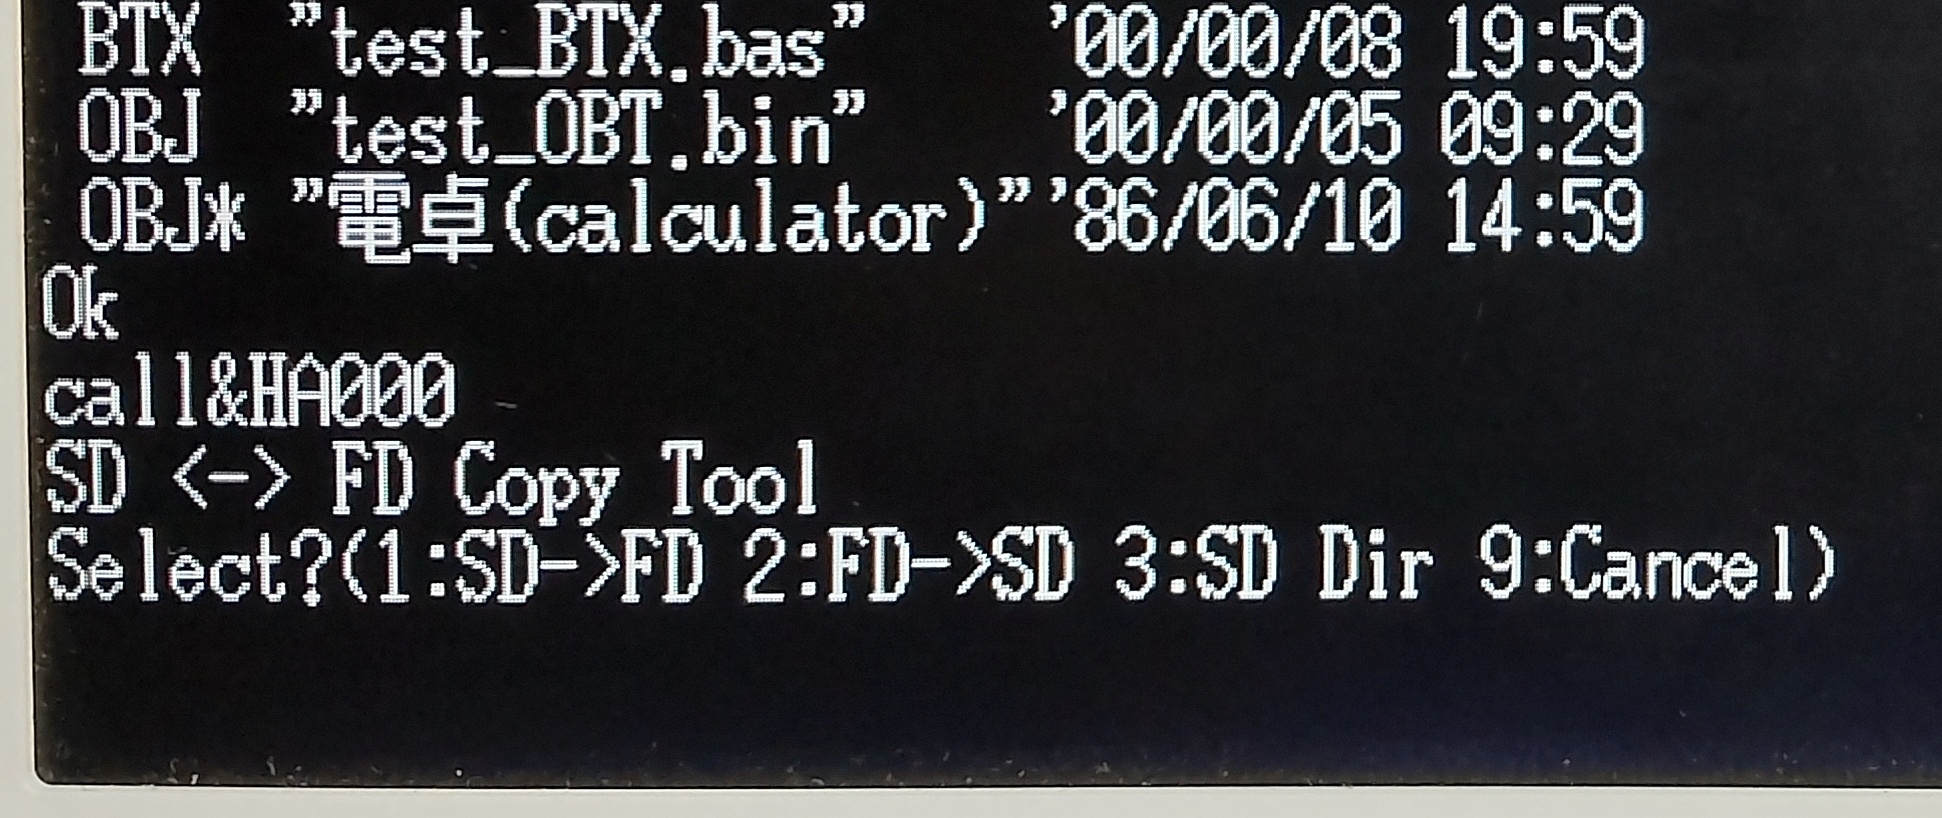 BTX  "test_BTX.bas"    '00/00/08 19:59
OBJ  "test_OBT.bin"    '00/00/05 09:29
OBJ* "電卓(calculator)"'86/06/10 14:59
Ok
call&HA000
SD <-> FD Copy Tool
Select?(1:SD->FD 2:FD->SD 3:SD Dir 9:Cancel)